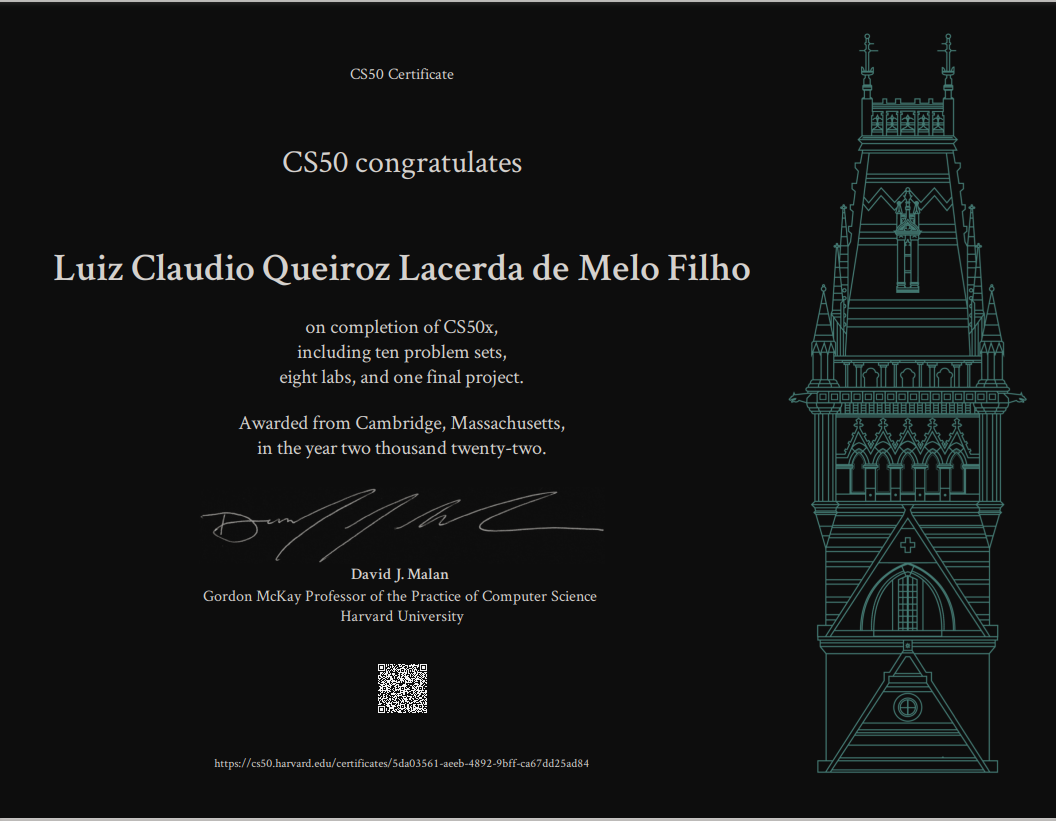 CS50 Certificate
CS50 congratulates
Luiz Claudio Queiroz Lacerda de Melo Filho
on completion of CS50x,
including ten problem sets,
eight labs, and one final project.
Awarded from Cambridge, Massachusetts,
in the year two thousand twenty-two.
David J. Malan
Gordon McKay Professor of the Practice of Computer Science
Harvard University
https://cs50.harvard.edu/certificates/5da03561-aeeb-4892-9bff-ca67dd25ad84